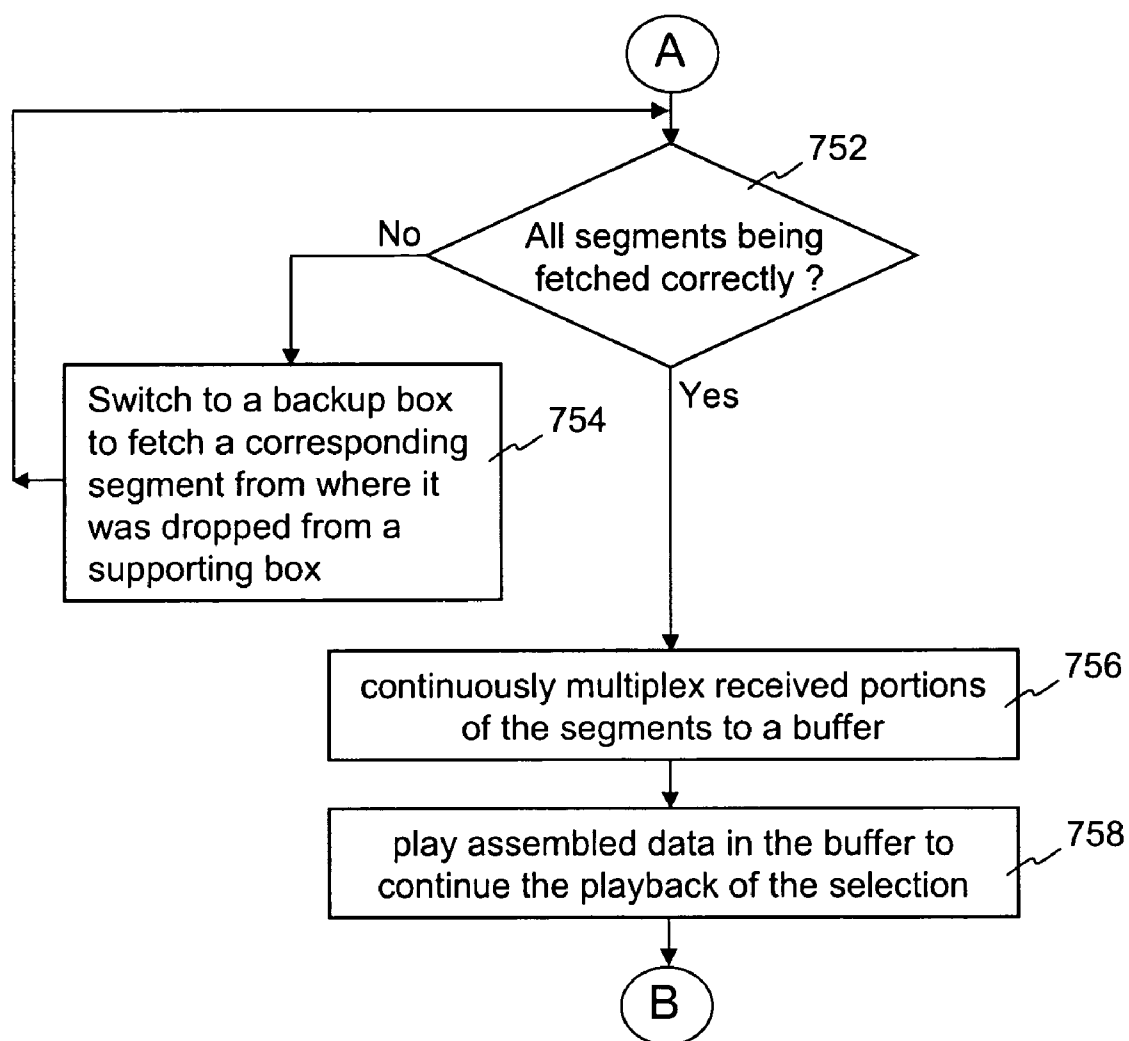 A
752
All segments being
fetched correctly ?
No
Yes
Switch to a backup box
to fetch a corresponding
segment from where it
was dropped from a
supporting box
754
continuously multiplex received portions
of the segments to a buffer
756
play assembled data in the buffer to
continue the playback of the selection
758
B